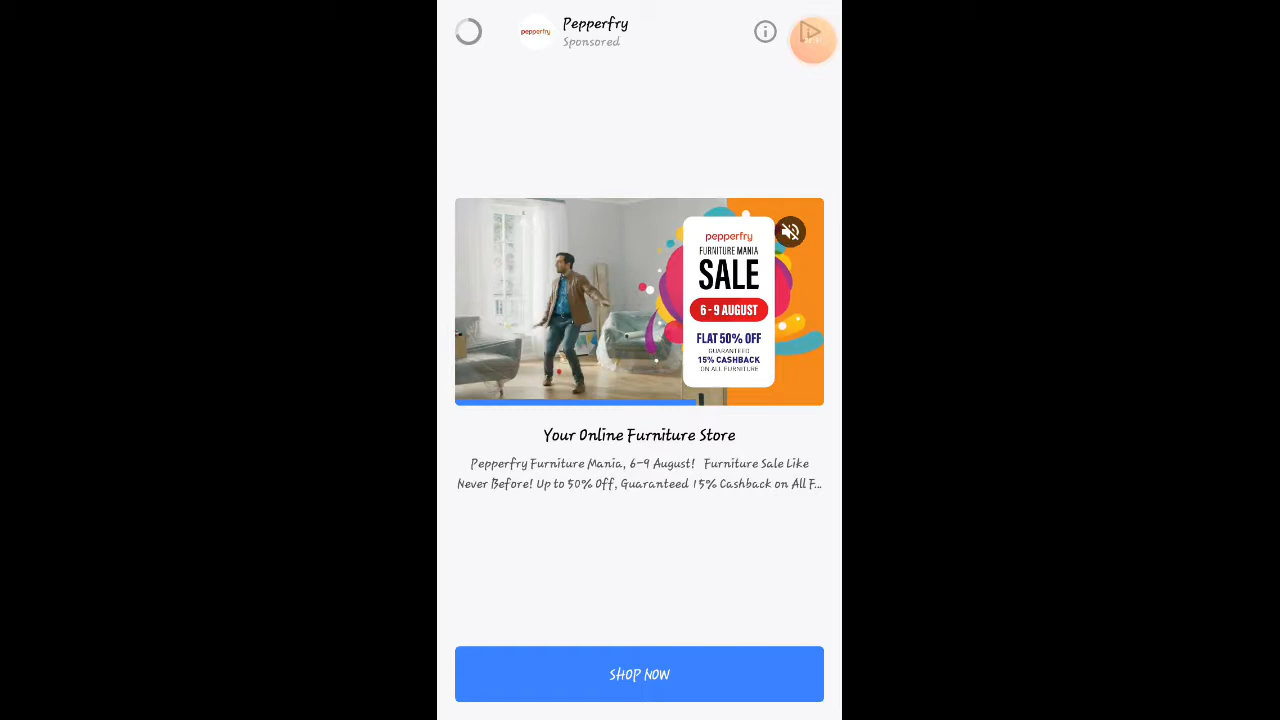 Pepperfry
Sponsored
pepperfry
pepperfry
FURNITURE MANIA
SALE
6 - 9 AUGUST
FLAT 50% OFF
GUARANTEED
15% CASHBACK
ON ALL FURNITURE
Your Online Furniture Store
Pepperfry Furniture Mania, 6-9 August! Furniture Sale Like
Never Before! Up to 50% Off, Guaranteed 15% Cashback on All F...
SHOP NOW